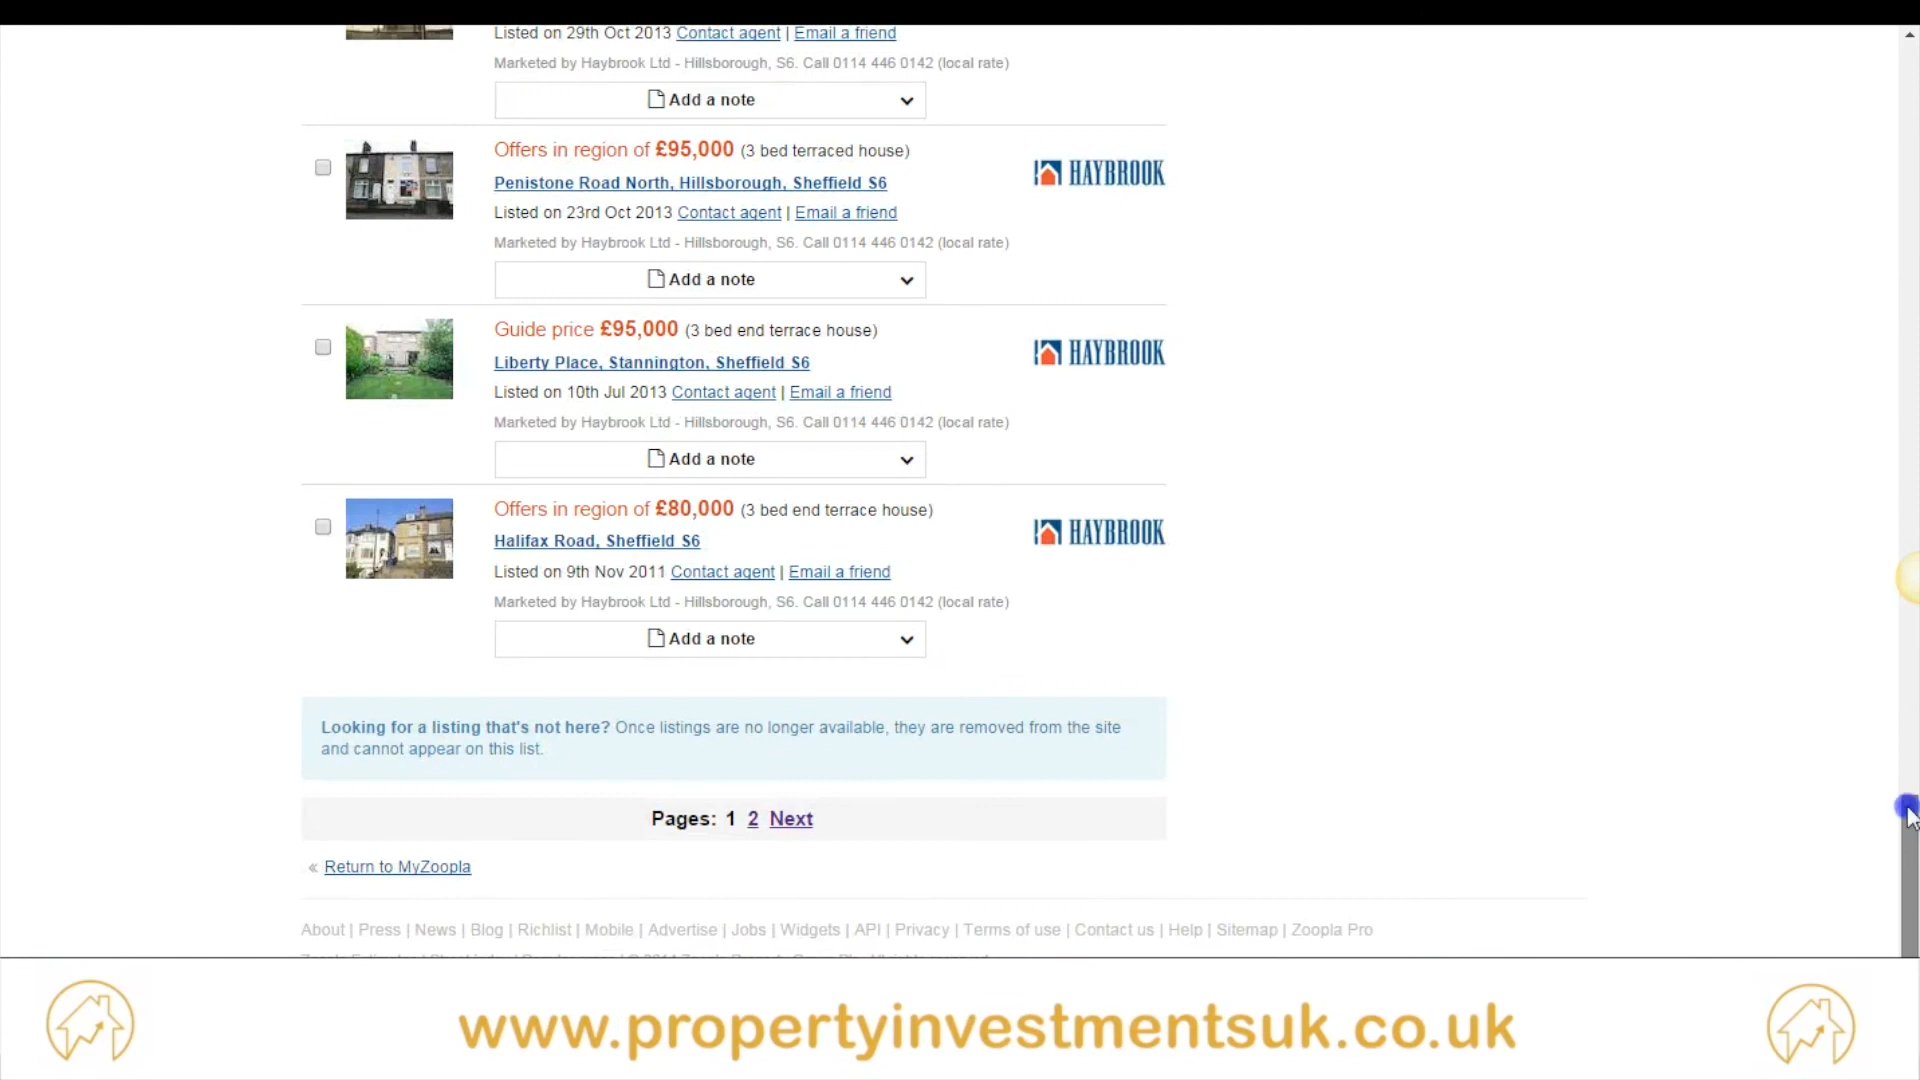 Listed on 29th Oct 2013 Contact agent | Email a friend
Marketed by Haybrook Ltd - Hillsborough, S6. Call 0114 446 0142 (local rate)
Add a note
Offers in region of £95,000 (3 bed terraced house)
HAYBROOK
Penistone Road North, Hillsborough, Sheffield S6
Listed on 23rd Oct 2013 Contact agent | Email a friend
Marketed by Haybrook Ltd - Hillsborough, S6. Call 0114 446 0142 (local rate)
Add a note
Guide price £95,000 (3 bed end terrace house)
HAYBROOK
Liberty Place, Stannington, Sheffield S6
Listed on 10th Jul 2013 Contact agent | Email a friend
Marketed by Haybrook Ltd - Hillsborough, S6. Call 0114 446 0142 (local rate)
Add a note
Offers in region of £80,000 (3 bed end terrace house)
HAYBROOK
Halifax Road, Sheffield S6
Listed on 9th Nov 2011 Contact agent | Email a friend
Marketed by Haybrook Ltd - Hillsborough, S6. Call 0114 446 0142 (local rate)
Add a note
Looking for a listing that's not here? Once listings are no longer available, they are removed from the site
and cannot appear on this list.
Pages: 1 2 Next
« Return to MyZoopla
About | Press | News | Blog | Richlist | Mobile | Advertise | Jobs | Widgets | API | Privacy | Terms of use | Contact us | Help | Sitemap | Zoopla Pro
www.propertyinvestmentsuk.co.uk